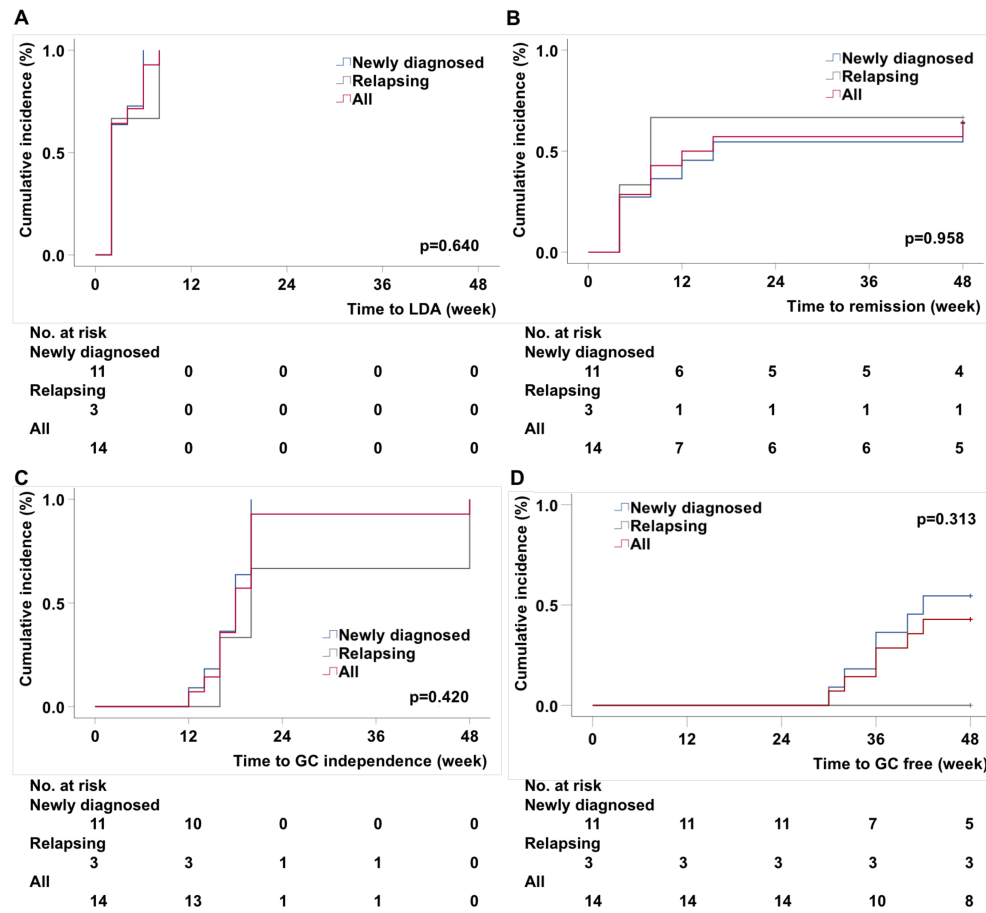 A
Cumulative incidence (%)
1.0
0.5
0.0
Newly diagnosed
Relapsing
All
p=0.640
0 12 24 36 48
Time to LDA (week)
No. at risk
Newly diagnosed
11 0 0 0 0
Relapsing
3 0 0 0 0
All
14 0 0 0 0
B
Cumulative incidence (%)
1.0
0.5
0.0
Newly diagnosed
Relapsing
All
p=0.958
0 12 24 36 48
Time to remission (week)
No. at risk
Newly diagnosed
11 6 5 5 4
Relapsing
3 1 1 1 1
All
14 7 6 6 5
C
Cumulative incidence (%)
1.0
0.5
0.0
Newly diagnosed
Relapsing
All
p=0.420
0 12 24 36 48
Time to GC independence (week)
No. at risk
Newly diagnosed
11 10 0 0 0
Relapsing
3 3 1 1 0
All
14 13 1 1 0
D
Cumulative incidence (%)
1.0
0.5
0.0
Newly diagnosed
Relapsing
All
p=0.313
0 12 24 36 48
Time to GC free (week)
No. at risk
Newly diagnosed
11 11 11 7 5
Relapsing
3 3 3 3 3
All
14 14 14 10 8